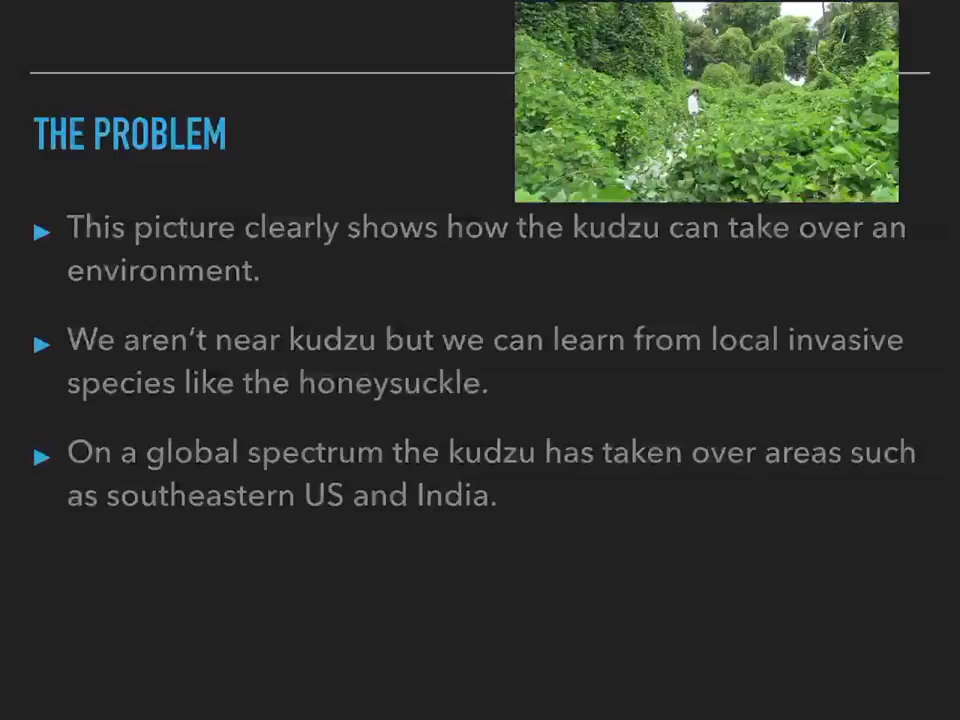 THE PROBLEM
This picture clearly shows how the kudzu can take over an
environment.
We aren’t near kudzu but we can learn from local invasive
species like the honeysuckle.
On a global spectrum the kudzu has taken over areas such
as southeastern US and India.